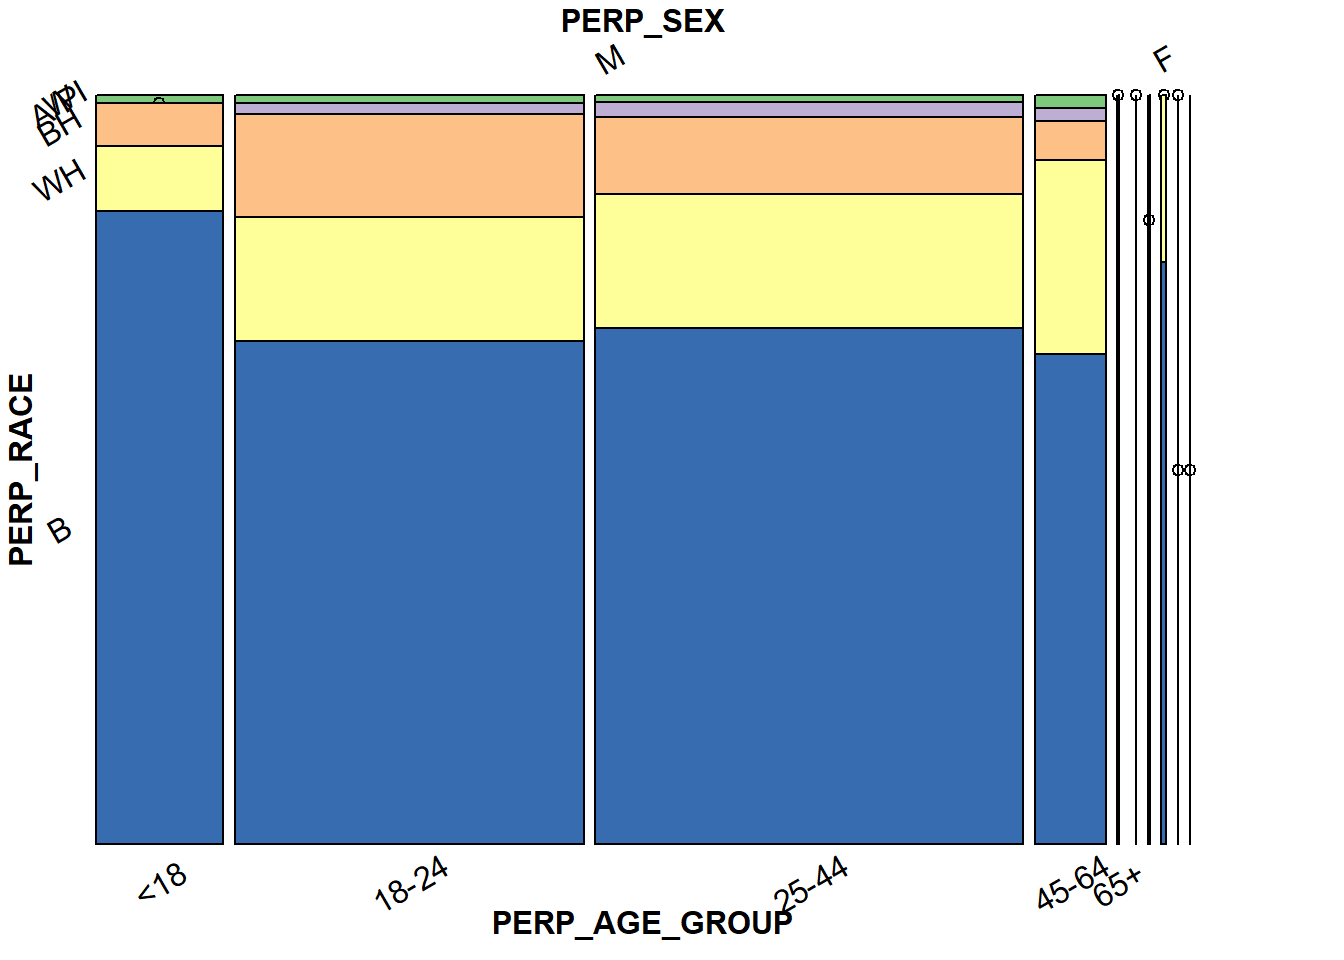 PERP_SEX
M F
BH
WH
PERP_RACE
B
<18 18-24 25-44 45-64 65+
PERP_AGE_GROUP